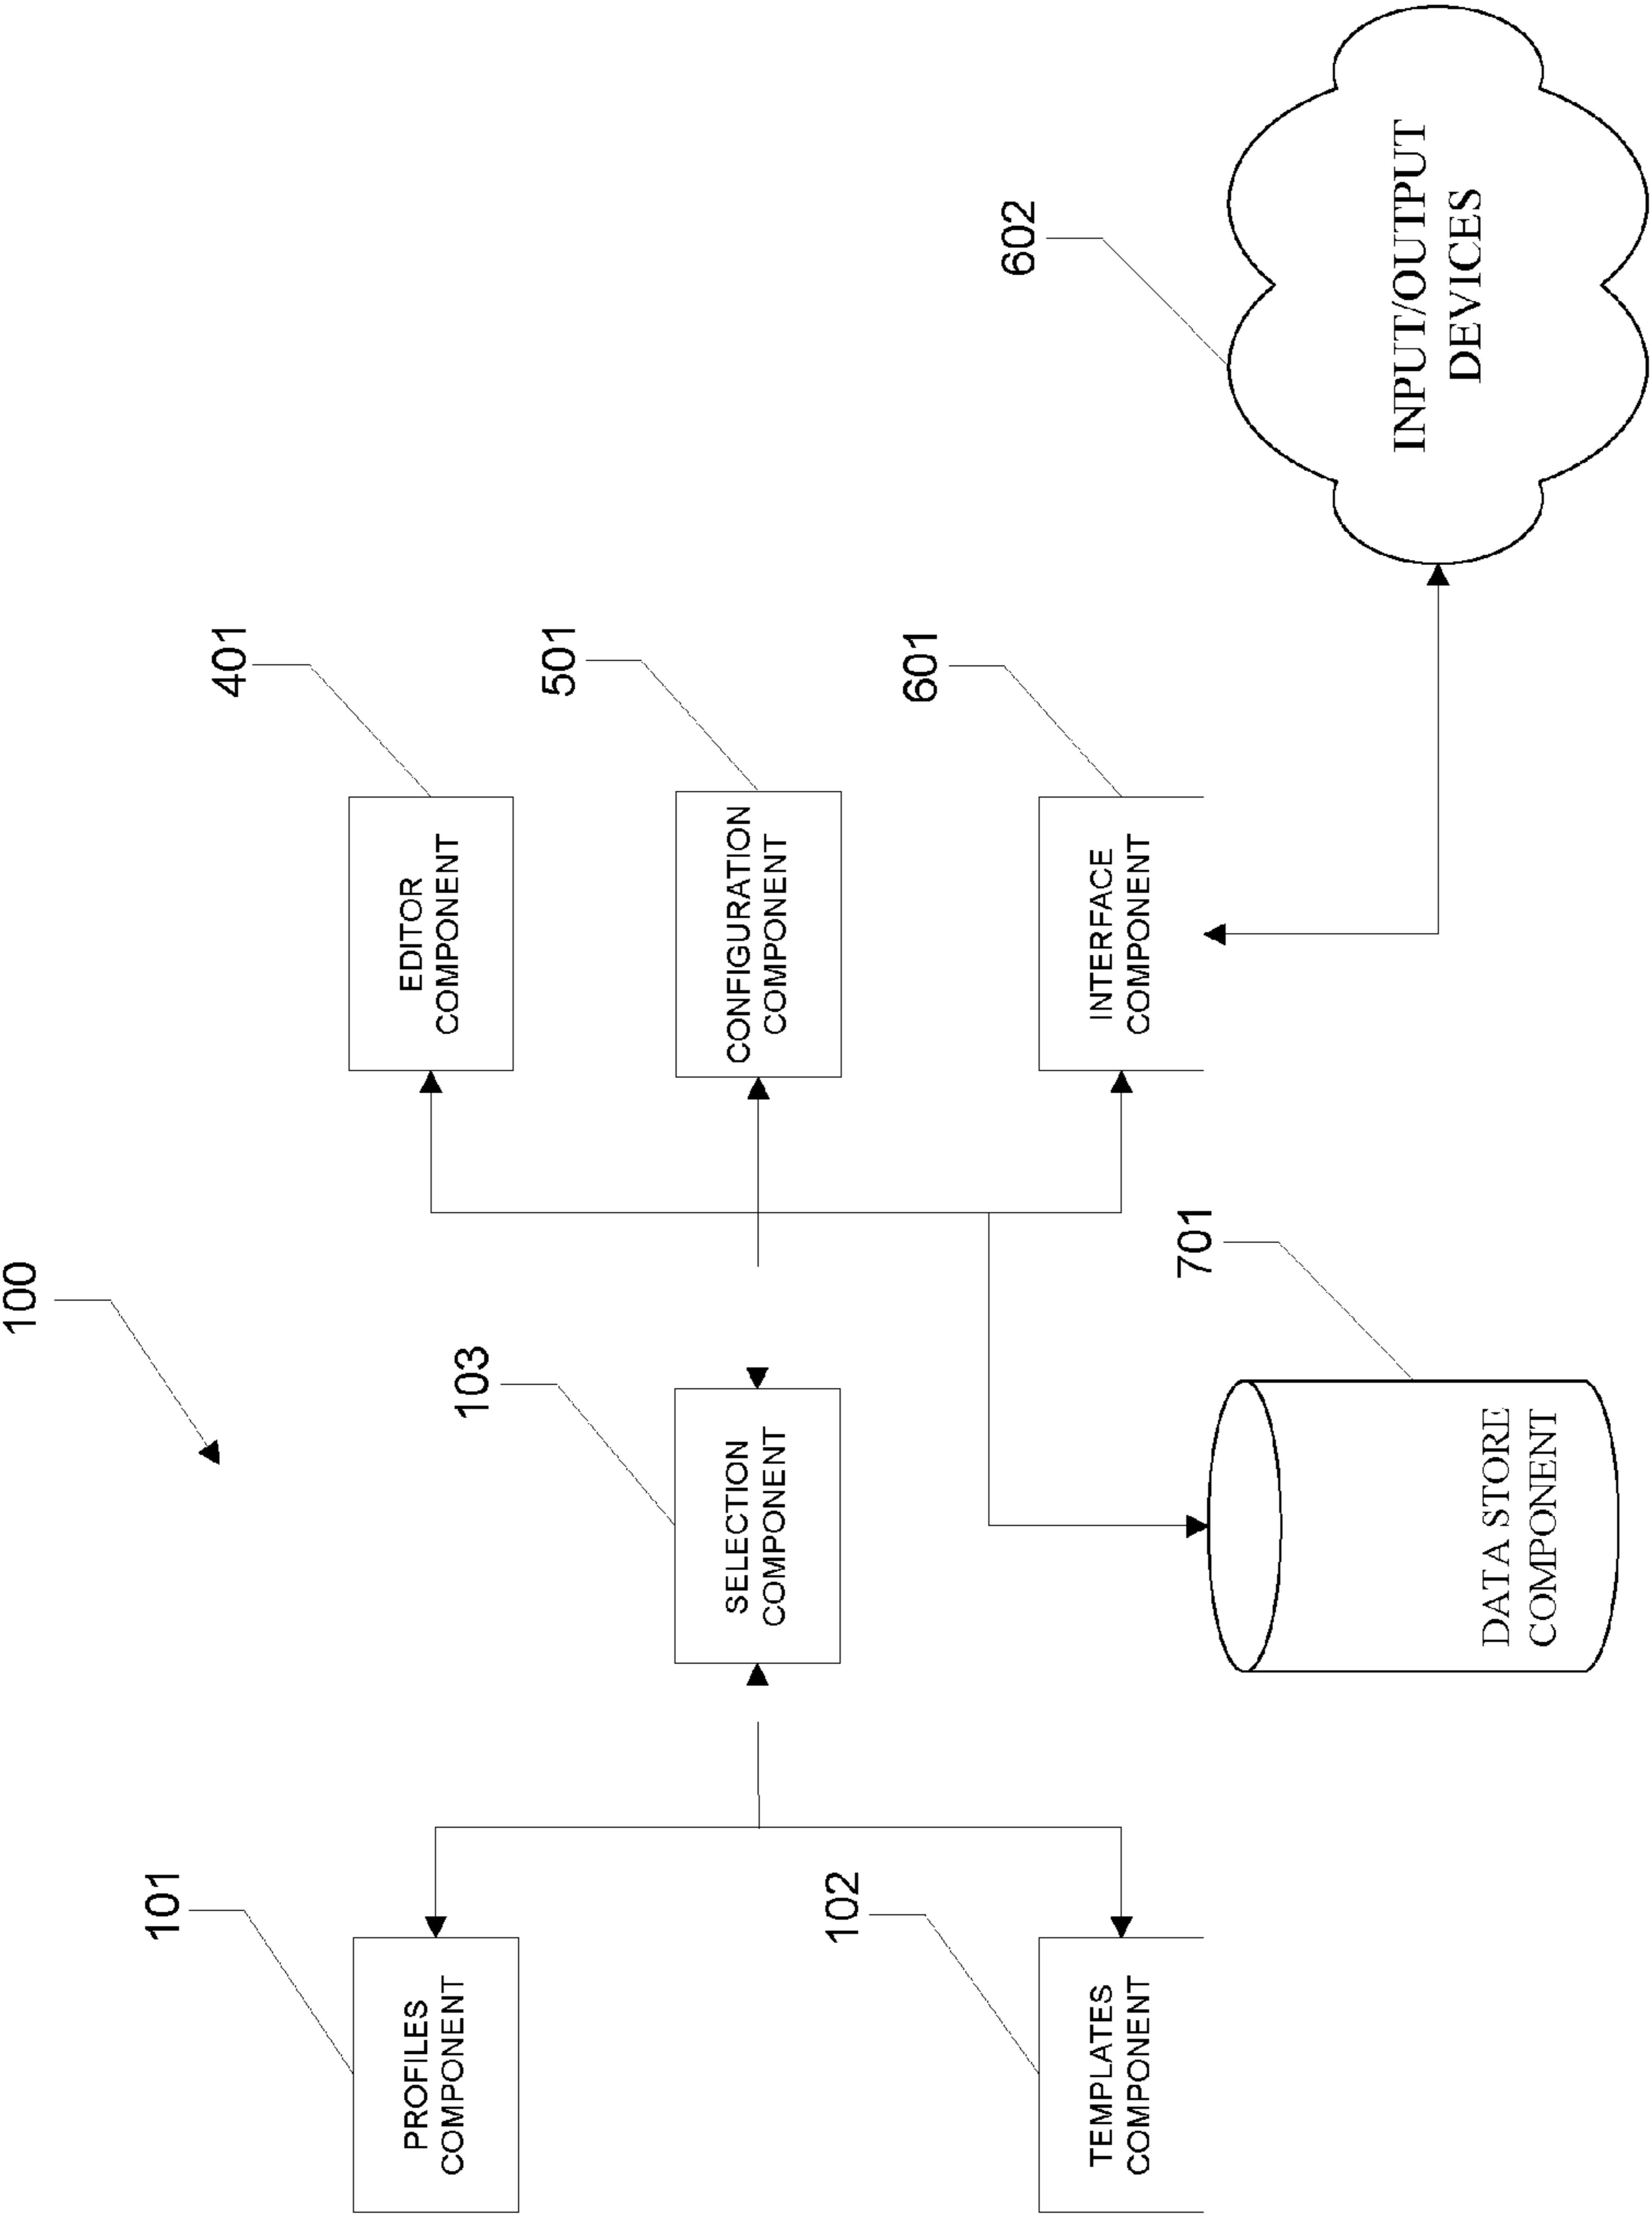 100
101
PROFILES
COMPONENT
102
TEMPLATES
COMPONENT
103
SELECTION
COMPONENT
401
EDITOR
COMPONENT
501
CONFIGURATION
COMPONENT
601
INTERFACE
COMPONENT
701
DATA STORE
COMPONENT
602
INPUT/OUTPUT
DEVICES